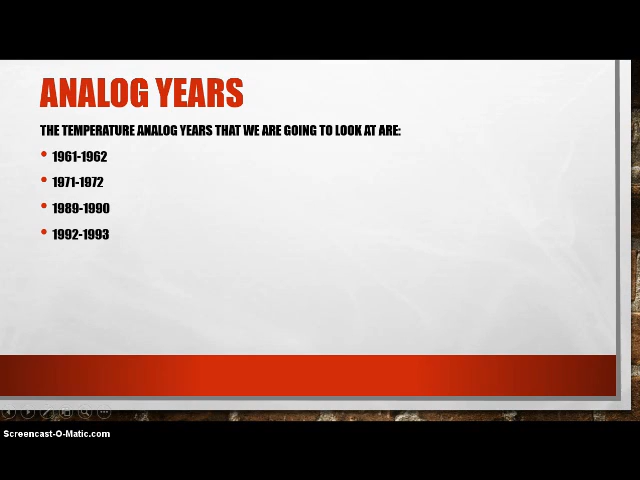 ANALOG YEARS
THE TEMPERATURE ANALOG YEARS THAT WE ARE GOING TO LOOK AT ARE:
• 1961-1962
• 1971-1972
• 1989-1990
• 1992-1993
Screencast-O-Matic.com